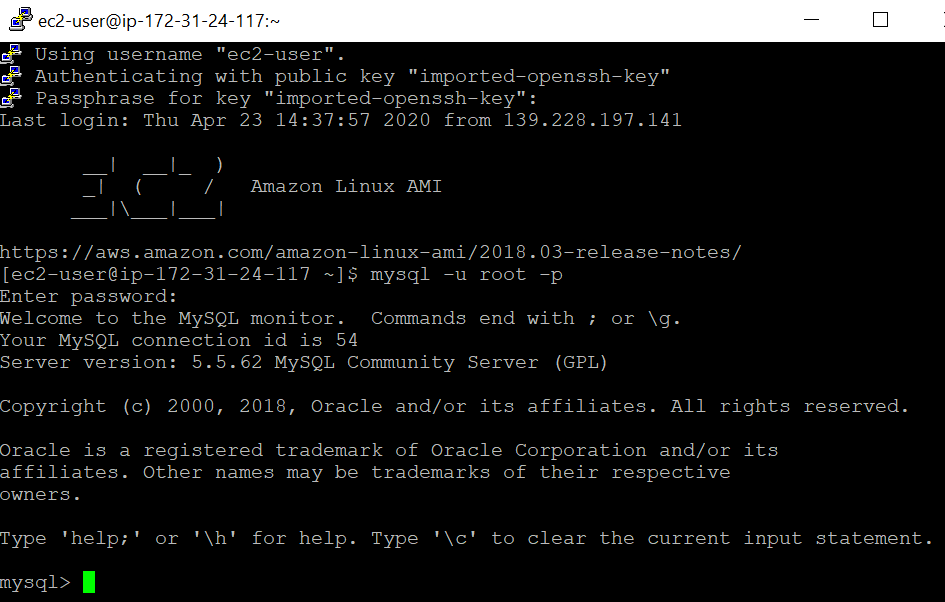 ec2-user@ip-172-31-24-117:~
Using username "ec2-user".
Authenticating with public key "imported-openssh-key"
Passphrase for key "imported-openssh-key":
Last login: Thu Apr 23 14:37:57 2020 from 139.228.197.141
       __|  __|_  )
       _|  (     /   Amazon Linux AMI
      ___|\___|___|
https://aws.amazon.com/amazon-linux-ami/2018.03-release-notes/
[ec2-user@ip-172-31-24-117 ~]$ mysql -u root -p
Enter password:
Welcome to the MySQL monitor.  Commands end with ; or \g.
Your MySQL connection id is 54
Server version: 5.5.62 MySQL Community Server (GPL)
Copyright (c) 2000, 2018, Oracle and/or its affiliates. All rights reserved.
Oracle is a registered trademark of Oracle Corporation and/or its
affiliates. Other names may be trademarks of their respective
owners.
Type 'help;' or '\h' for help. Type '\c' to clear the current input statement.
mysql>